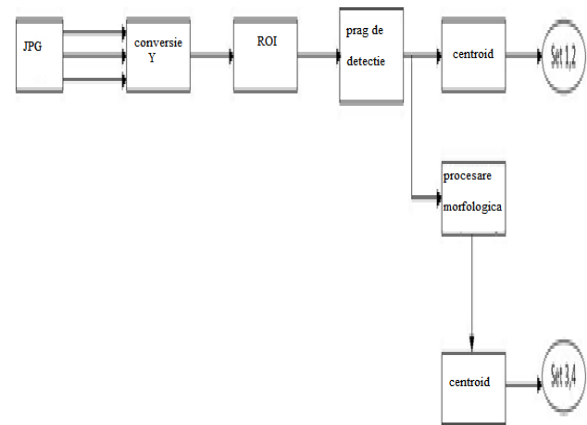 JPG
conversie
Y
ROI
prag de
detectie
centroid
Set 1,2
procesare
morfologica
centroid
Set 3,4